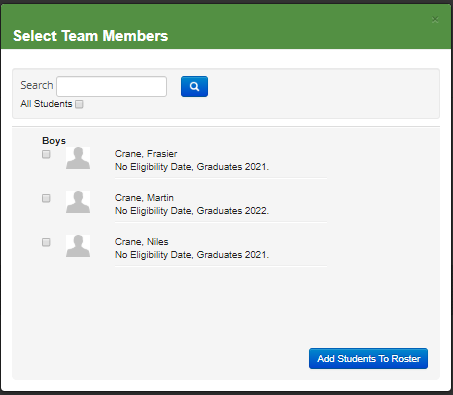 Select Team Members
Search
All Students
Boys
Crane, Frasier
No Eligibility Date, Graduates 2021.
Crane, Martin
No Eligibility Date, Graduates 2022.
Crane, Niles
No Eligibility Date, Graduates 2021.
Add Students To Roster